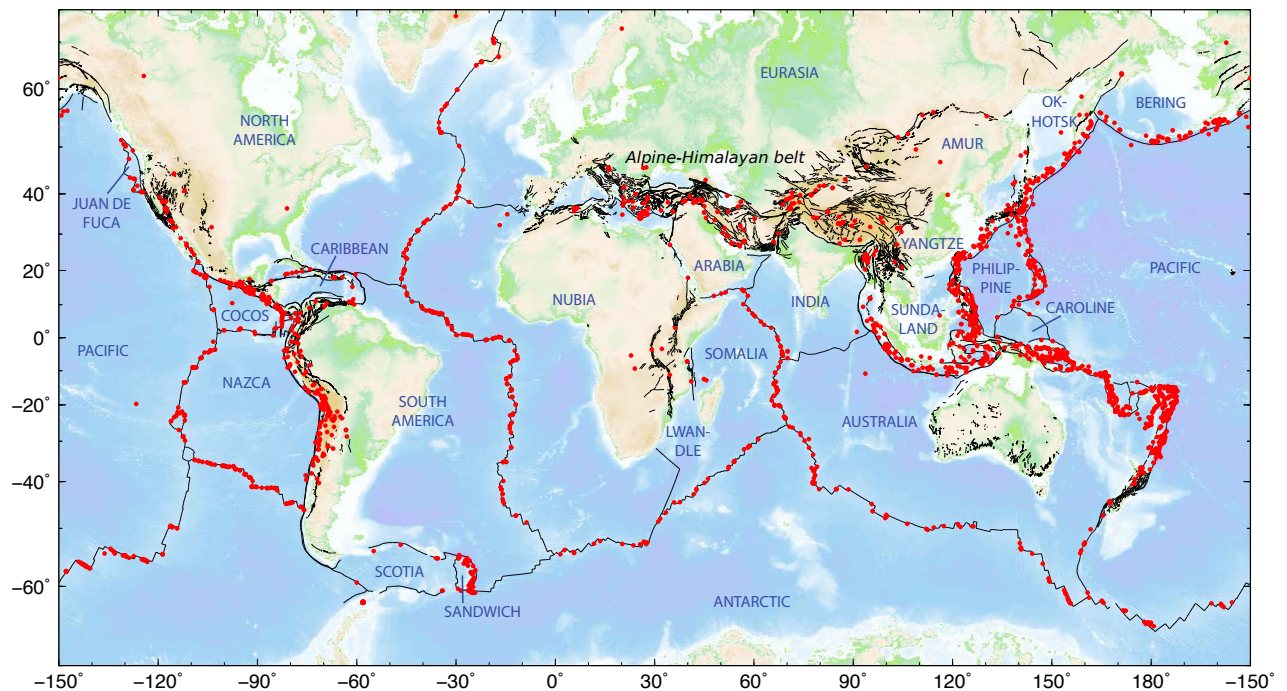 60°
40°
20°
0°
−20°
−40°
−60°
EURASIA
NORTH
AMERICA
OK-
HOTSK
BERING
AMUR
Alpine-Himalayan belt
JUAN DE
FUCA
CARIBBEAN
YANGTZE
ARABIA
PHILIP-
PINE
PACIFIC
NUBIA
INDIA
SUNDA-
LAND
CAROLINE
COCOS
PACIFIC
SOMALIA
NAZCA
SOUTH
AMERICA
LWAN-
DLE
AUSTRALIA
SCOTIA
SANDWICH
ANTARCTIC
−150° −120° −90° −60° −30° 0° 30° 60° 90° 120° 150° 180° −150°